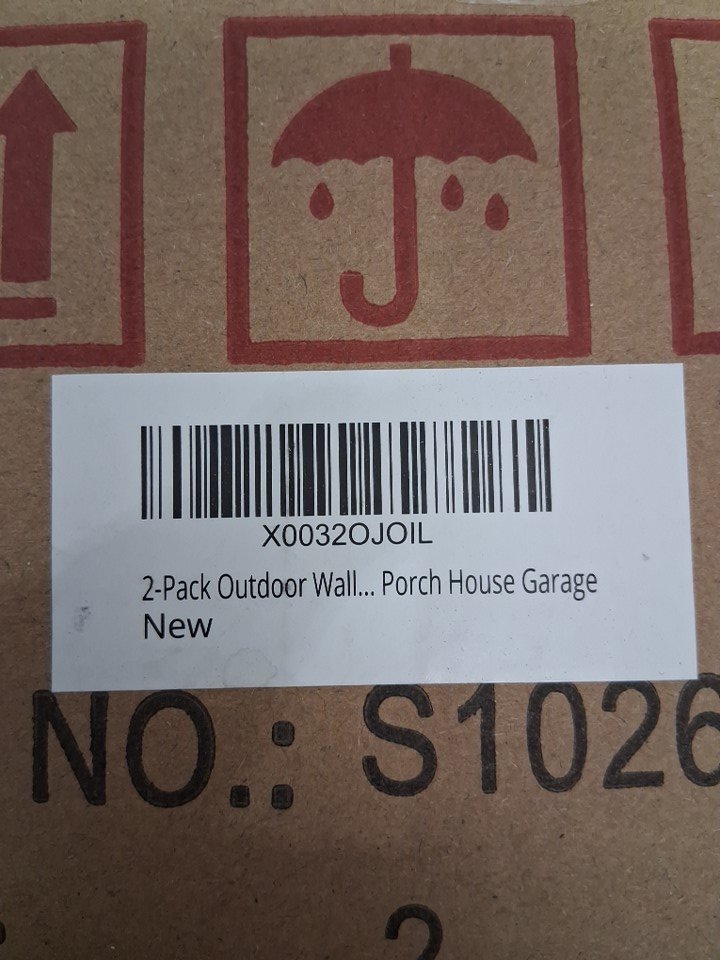 X0032OJOIL
2-Pack Outdoor Wall... Porch House Garage
New
NO.: S1026
2